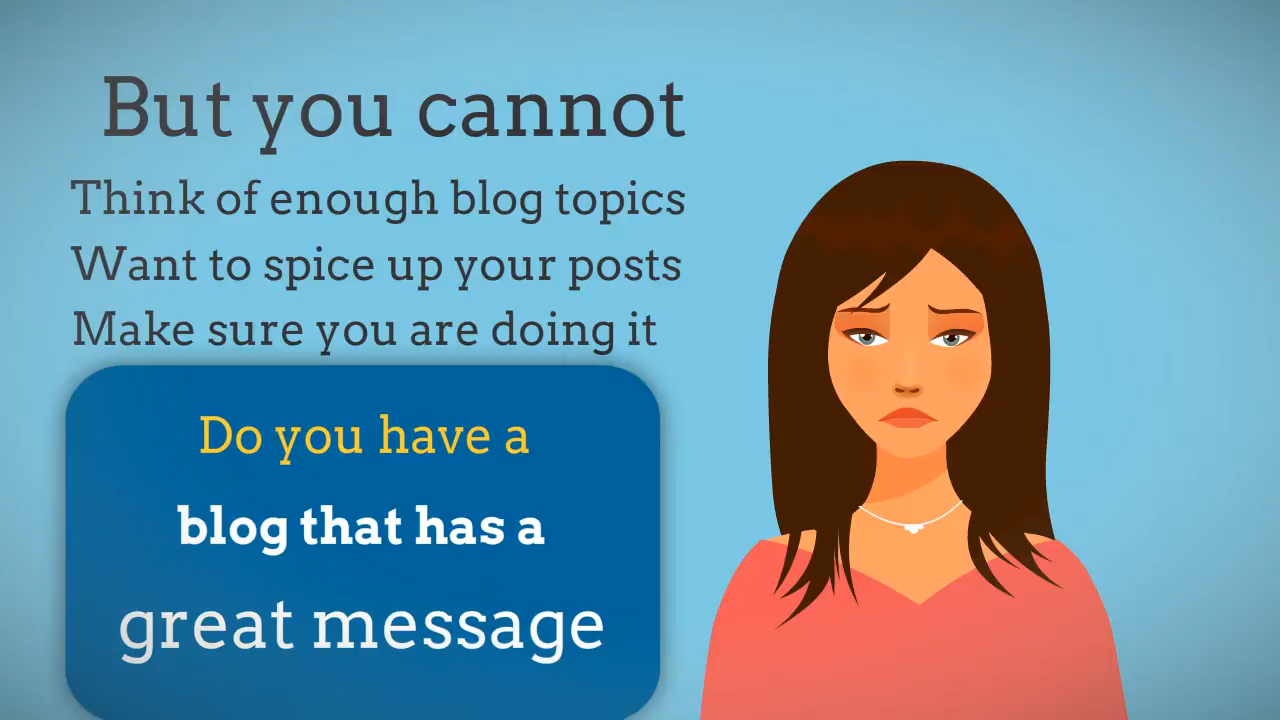 But you cannot
Think of enough blog topics
Want to spice up your posts
Make sure you are doing it
Do you have a
blog that has a
great message